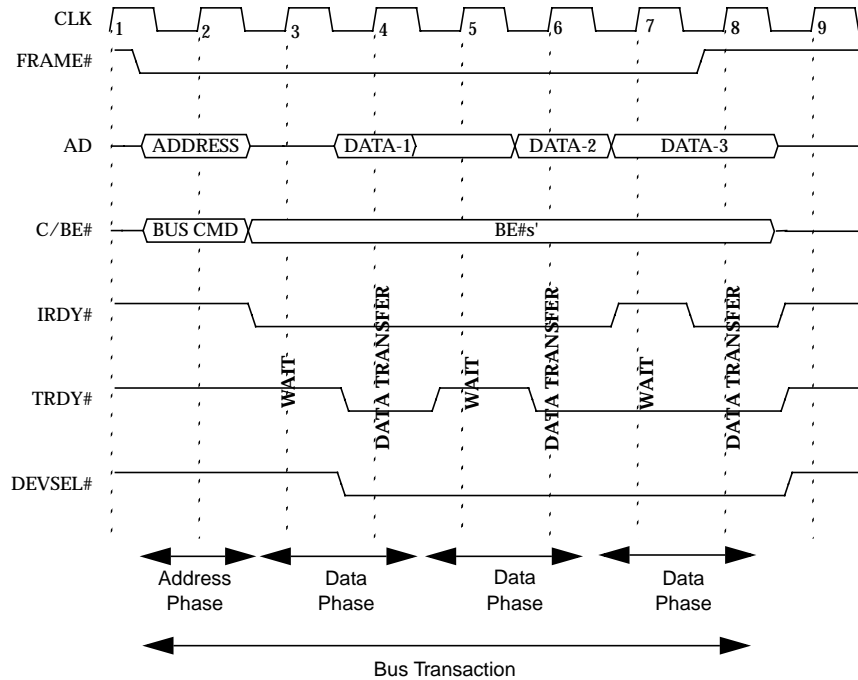 CLK
1 2 3 4 5 6 7 8 9
FRAME#
AD
ADDRESS DATA-1 DATA-2 DATA-3
C/BE#
BUS CMD BE#s'
IRDY#
TRDY#
WAIT DATA TRANSFER WAIT DATA TRANSFER WAIT DATA TRANSFER
DEVSEL#
Address Phase
Data Phase
Data Phase
Data Phase
Bus Transaction